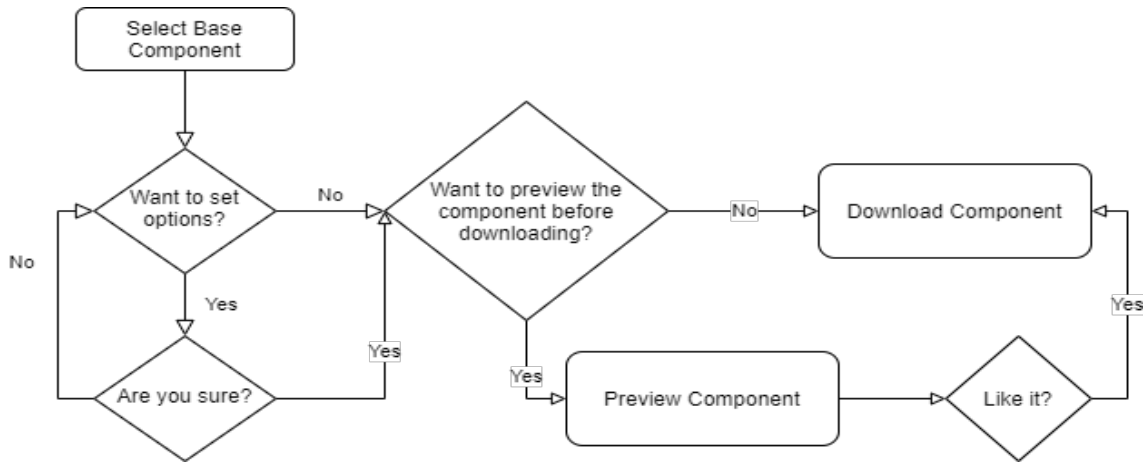 Select Base
Component
Want to set
options?
No
Want to preview the
component before
downloading?
No
Download Component
No
Yes
Yes
Yes
Yes
Are you sure?
Preview Component
Like it?